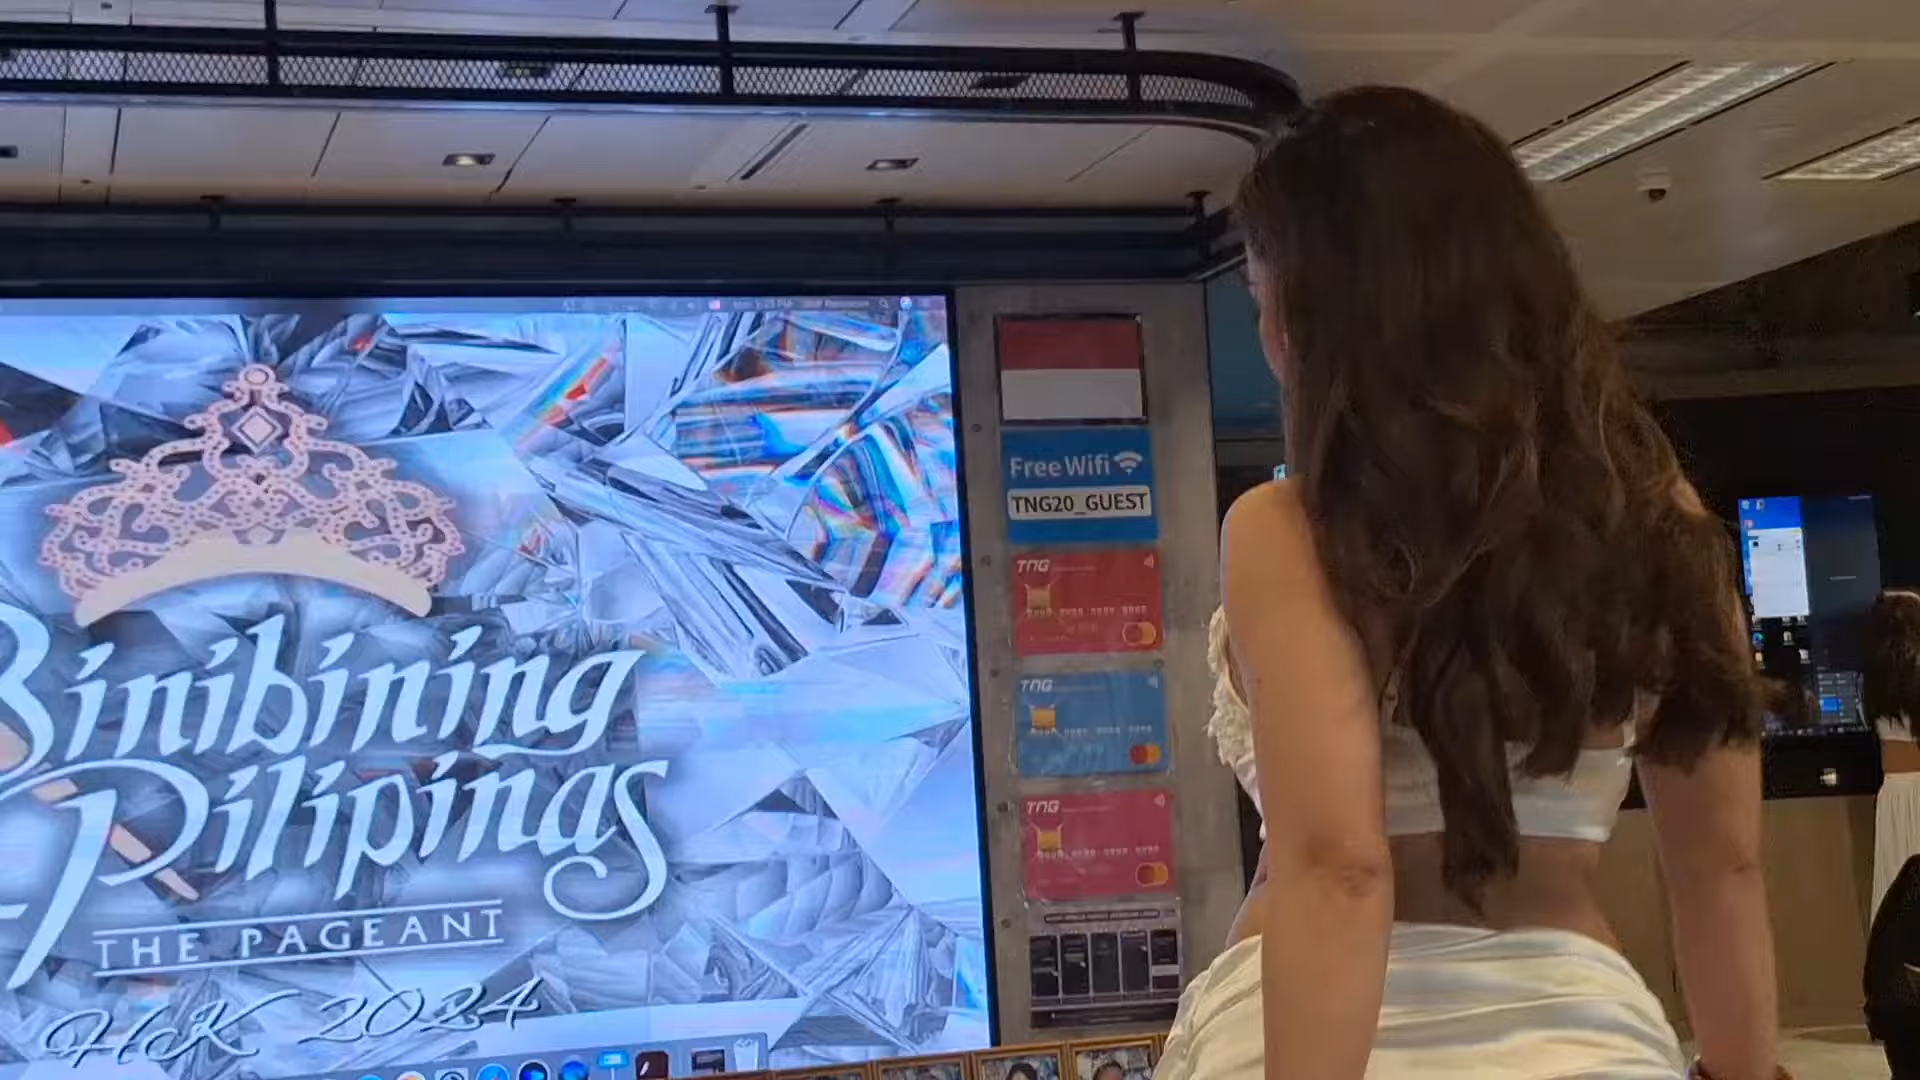 Binibining
Pilipinas
THE PAGEANT
HK 2024
Free Wifi
TNG20_GUEST
TNG
TNG
TNG